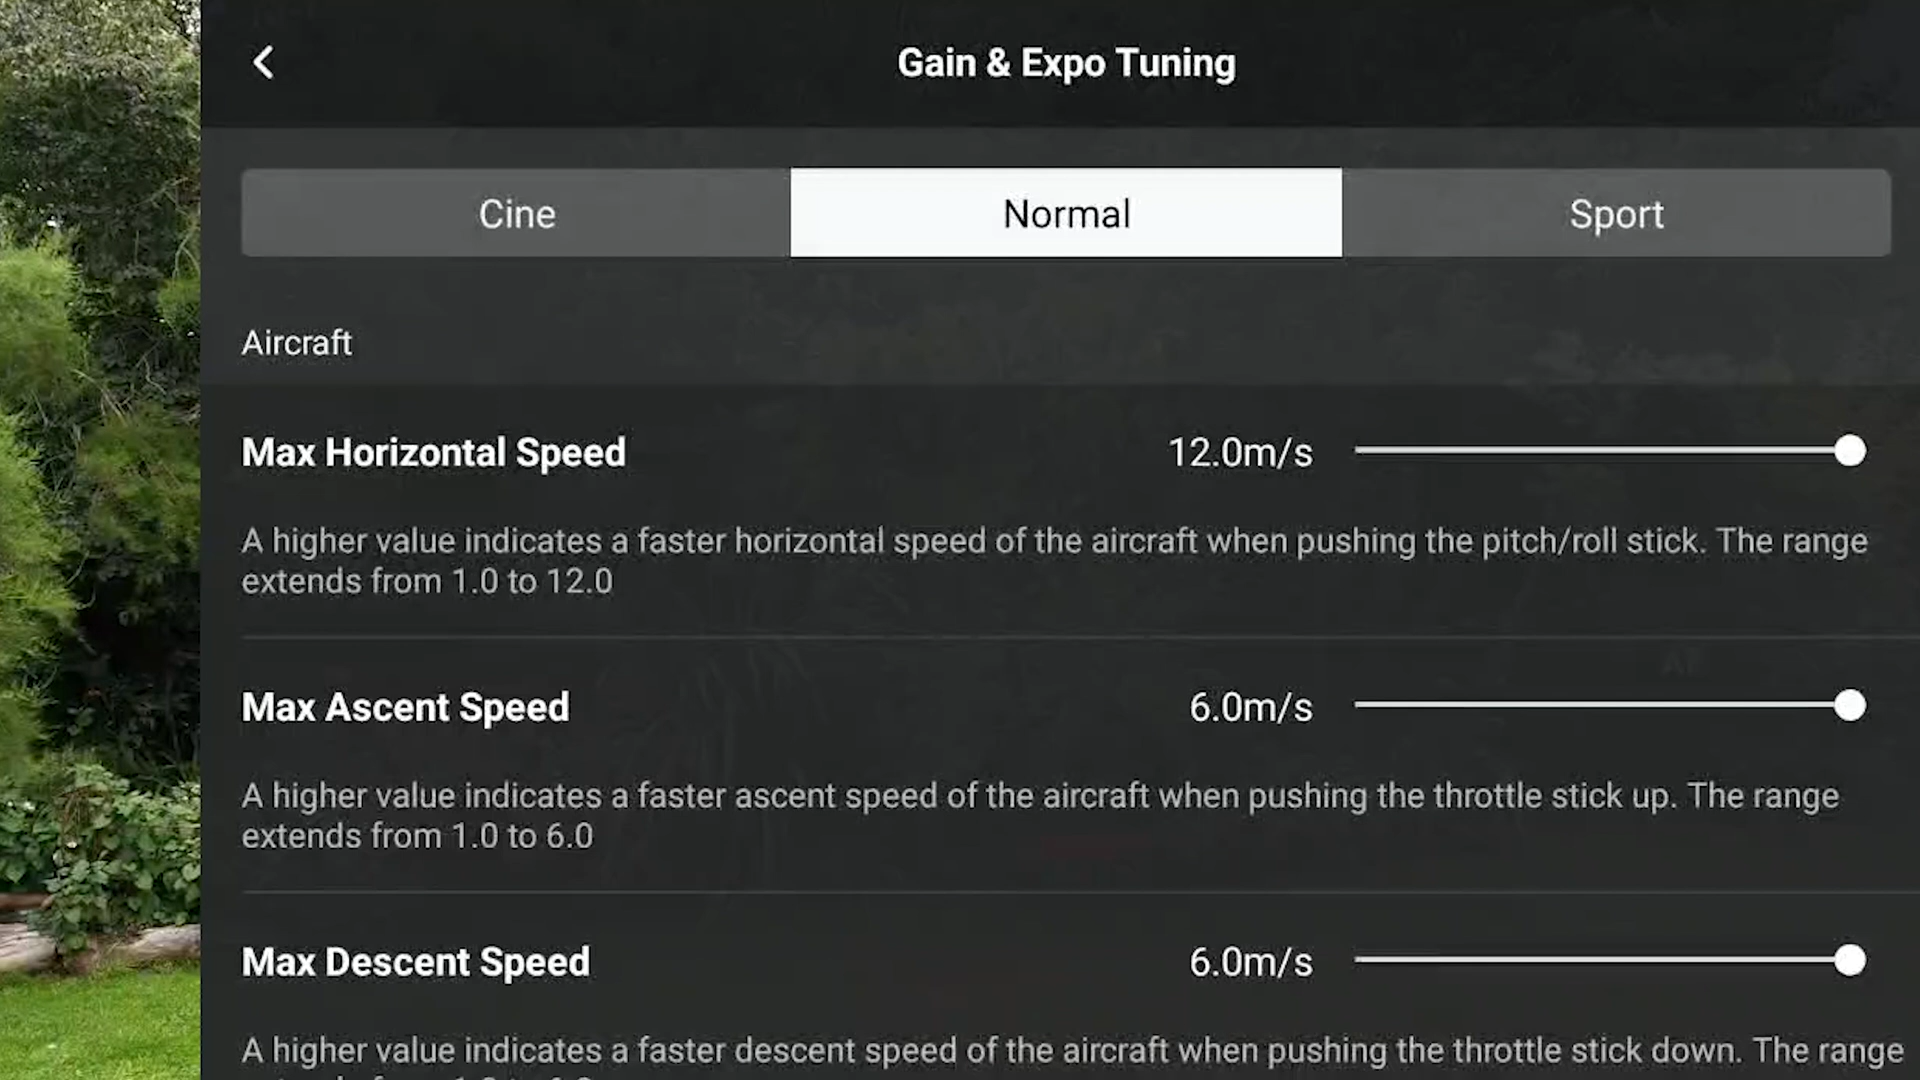 Gain & Expo Tuning
Cine Normal Sport
Aircraft
Max Horizontal Speed 12.0m/s
A higher value indicates a faster horizontal speed of the aircraft when pushing the pitch/roll stick. The range
extends from 1.0 to 12.0
Max Ascent Speed 6.0m/s
A higher value indicates a faster ascent speed of the aircraft when pushing the throttle stick up. The range
extends from 1.0 to 6.0
Max Descent Speed 6.0m/s
A higher value indicates a faster descent speed of the aircraft when pushing the throttle stick down. The range